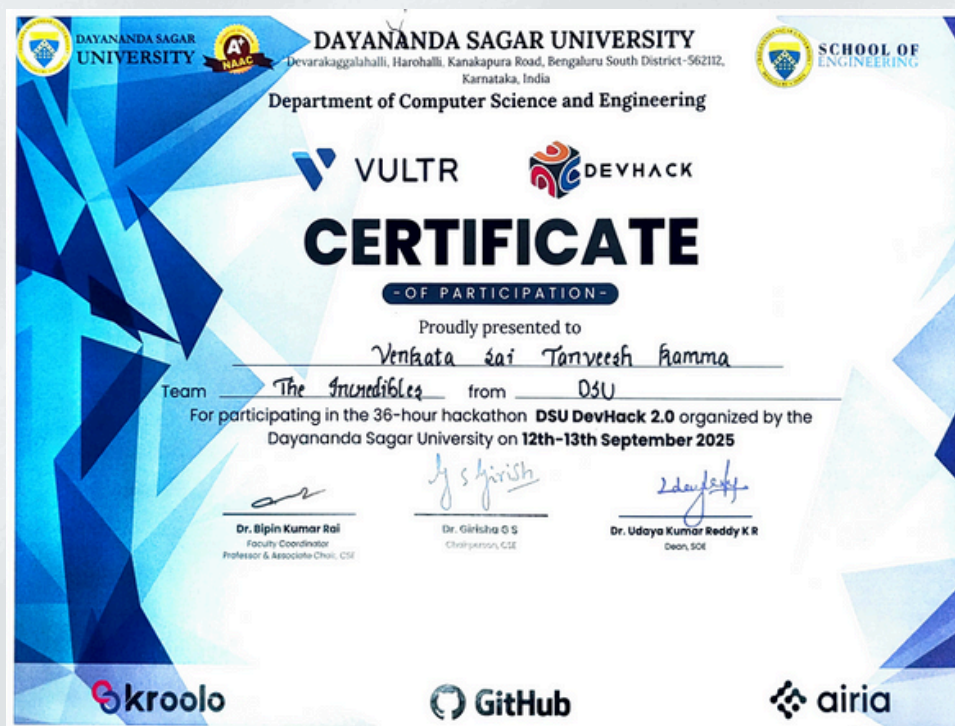 DAYANANDA SAGAR
UNIVERSITY
A+
NAAC
DAYANANDA SAGAR UNIVERSITY
Devarakaggalahalli, Harohalli, Kanakapura Road, Bengaluru South District-562112,
Karnataka, India
Department of Computer Science and Engineering
SCHOOL OF
ENGINEERING
VULTR
DEVHACK
CERTIFICATE
-OF PARTICIPATION-
Proudly presented to
Venkata Sai Tanveesh Ramma
Team The Incredibles from DSU
For participating in the 36-hour hackathon DSU DevHack 2.0 organized by the
Dayananda Sagar University on 12th-13th September 2025
G S Girish
Dr. Bipin Kumar Rai
Faculty Coordinator
Professor & Associate Chair, CSE
Dr. Girisha G S
Chairperson, CSE
Dr. Udaya Kumar Reddy K R
Dean, SOE
kroolo
GitHub
airia